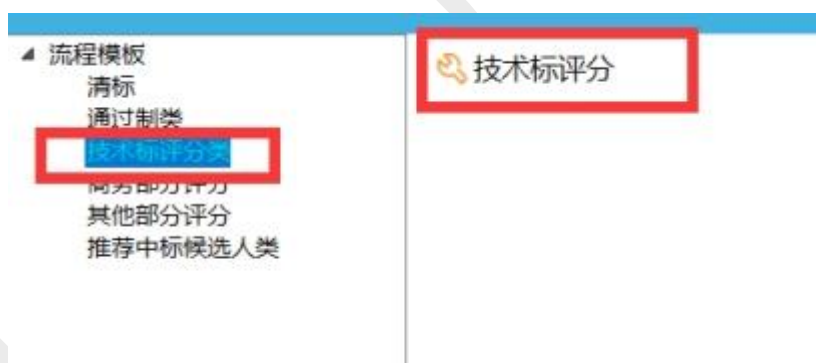 流程模板
清标
通过制类
技术标评分类
商务部分评分
其他部分评分
推荐中标候选人类
技术标评分